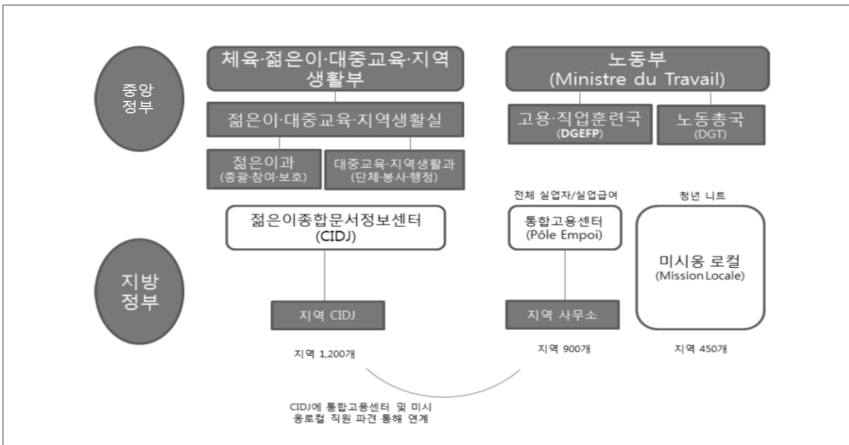 중앙
정부
체육·젊은이·대중교육·지역
생활부
노동부
(Ministre du Travail)
젊은이·대중교육·지역생활실
고용·직업훈련국
(DGEFP)
노동총국
(DGT)
젊은이과
(총괄·참여·보호)
대중교육·지역생활과
(단체·봉사·행정)
전체 실업자/실업급여
청년 니트
젊은이종합문서정보센터
(CIDJ)
통합고용센터
(Pôle Empoi)
미시옹 로컬
(Mission Locale)
지방
정부
지역 CIDJ
지역 사무소
지역 1,200개
지역 900개
지역 450개
CIDJ에 통합고용센터 및 미시
옹로컬 직원 파견 통해 연계